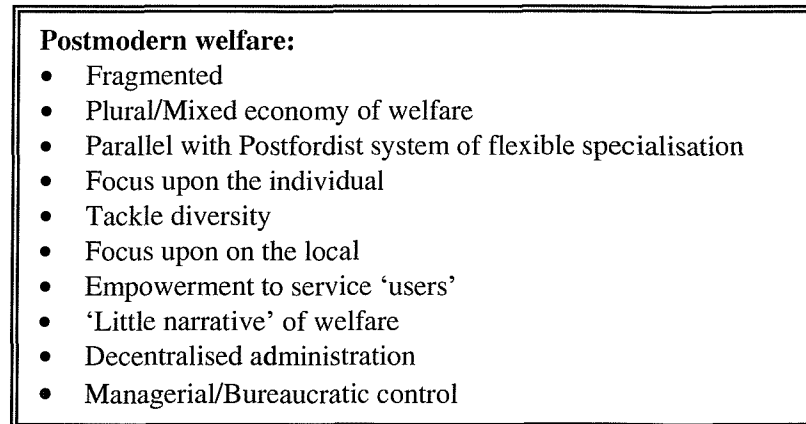 Postmodern welfare:
• Fragmented
• Plural/Mixed economy of welfare
• Parallel with Postfordist system of flexible specialisation
• Focus upon the individual
• Tackle diversity
• Focus upon on the local
• Empowerment to service ‘users’
• ‘Little narrative’ of welfare
• Decentralised administration
• Managerial/Bureaucratic control